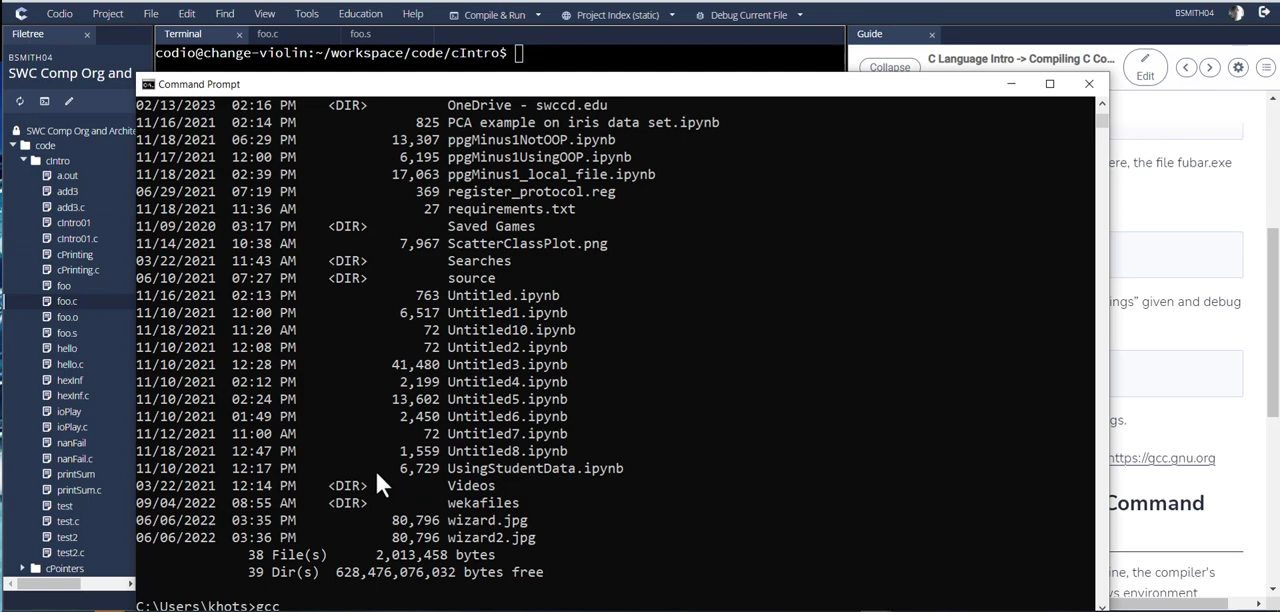 Codio Project File Edit Find View Tools Education Help Compile & Run Project Index (static) Debug Current File BSMITH04
Filetree Terminal foo.c foo.s Guide
BSMITH04
SWC Comp Org and
codio@change-violin:~/workspace/code/cIntro$
Collapse
C Language Intro -> Compiling C Co...
Edit
SWC Comp Org and Archite
code
cIntro
a.out
add3
add3.c
cIntro01
cIntro01.c
cPrinting
cPrinting.c
foo
foo.c
foo.o
foo.s
hello
hello.c
hexInf
hexInf.c
ioPlay
ioPlay.c
nanFail
nanFail.c
printSum
printSum.c
test
test.c
test2
test2.c
cPointers
Command Prompt
02/13/2023 02:16 PM <DIR> OneDrive - swccd.edu
11/16/2021 02:14 PM 825 PCA example on iris data set.ipynb
11/18/2021 06:29 PM 13,307 ppgMinus1NotOOP.ipynb
11/17/2021 12:00 PM 6,195 ppgMinus1UsingOOP.ipynb
11/18/2021 02:39 PM 17,063 ppgMinus1_local_file.ipynb
06/29/2021 07:19 PM 369 register_protocol.reg
11/18/2021 11:36 AM 27 requirements.txt
11/09/2020 03:17 PM <DIR> Saved Games
11/14/2021 10:38 AM 7,967 ScatterClassPlot.png
03/22/2021 11:43 AM <DIR> Searches
06/10/2021 07:27 PM <DIR> source
11/16/2021 02:13 PM 763 Untitled.ipynb
11/10/2021 12:00 PM 6,517 Untitled1.ipynb
11/18/2021 11:20 AM 72 Untitled10.ipynb
11/10/2021 12:08 PM 72 Untitled2.ipynb
11/10/2021 12:28 PM 41,480 Untitled3.ipynb
11/10/2021 02:12 PM 2,199 Untitled4.ipynb
11/10/2021 02:24 PM 13,602 Untitled5.ipynb
11/10/2021 01:49 PM 2,450 Untitled6.ipynb
11/12/2021 11:00 AM 72 Untitled7.ipynb
11/18/2021 12:47 PM 1,559 Untitled8.ipynb
11/10/2021 12:17 PM 6,729 UsingStudentData.ipynb
03/22/2021 12:14 PM <DIR> Videos
09/04/2022 08:55 AM <DIR> wekafiles
06/06/2022 03:35 PM 80,796 wizard.jpg
06/06/2022 03:36 PM 80,796 wizard2.jpg
38 File(s) 2,013,458 bytes
39 Dir(s) 628,476,076,032 bytes free
C:\Users\khots>gcc
ere, the file fubar.exe
ings” given and debug
gs.
https://gcc.gnu.org
Command
ine, the compiler's
ws environment